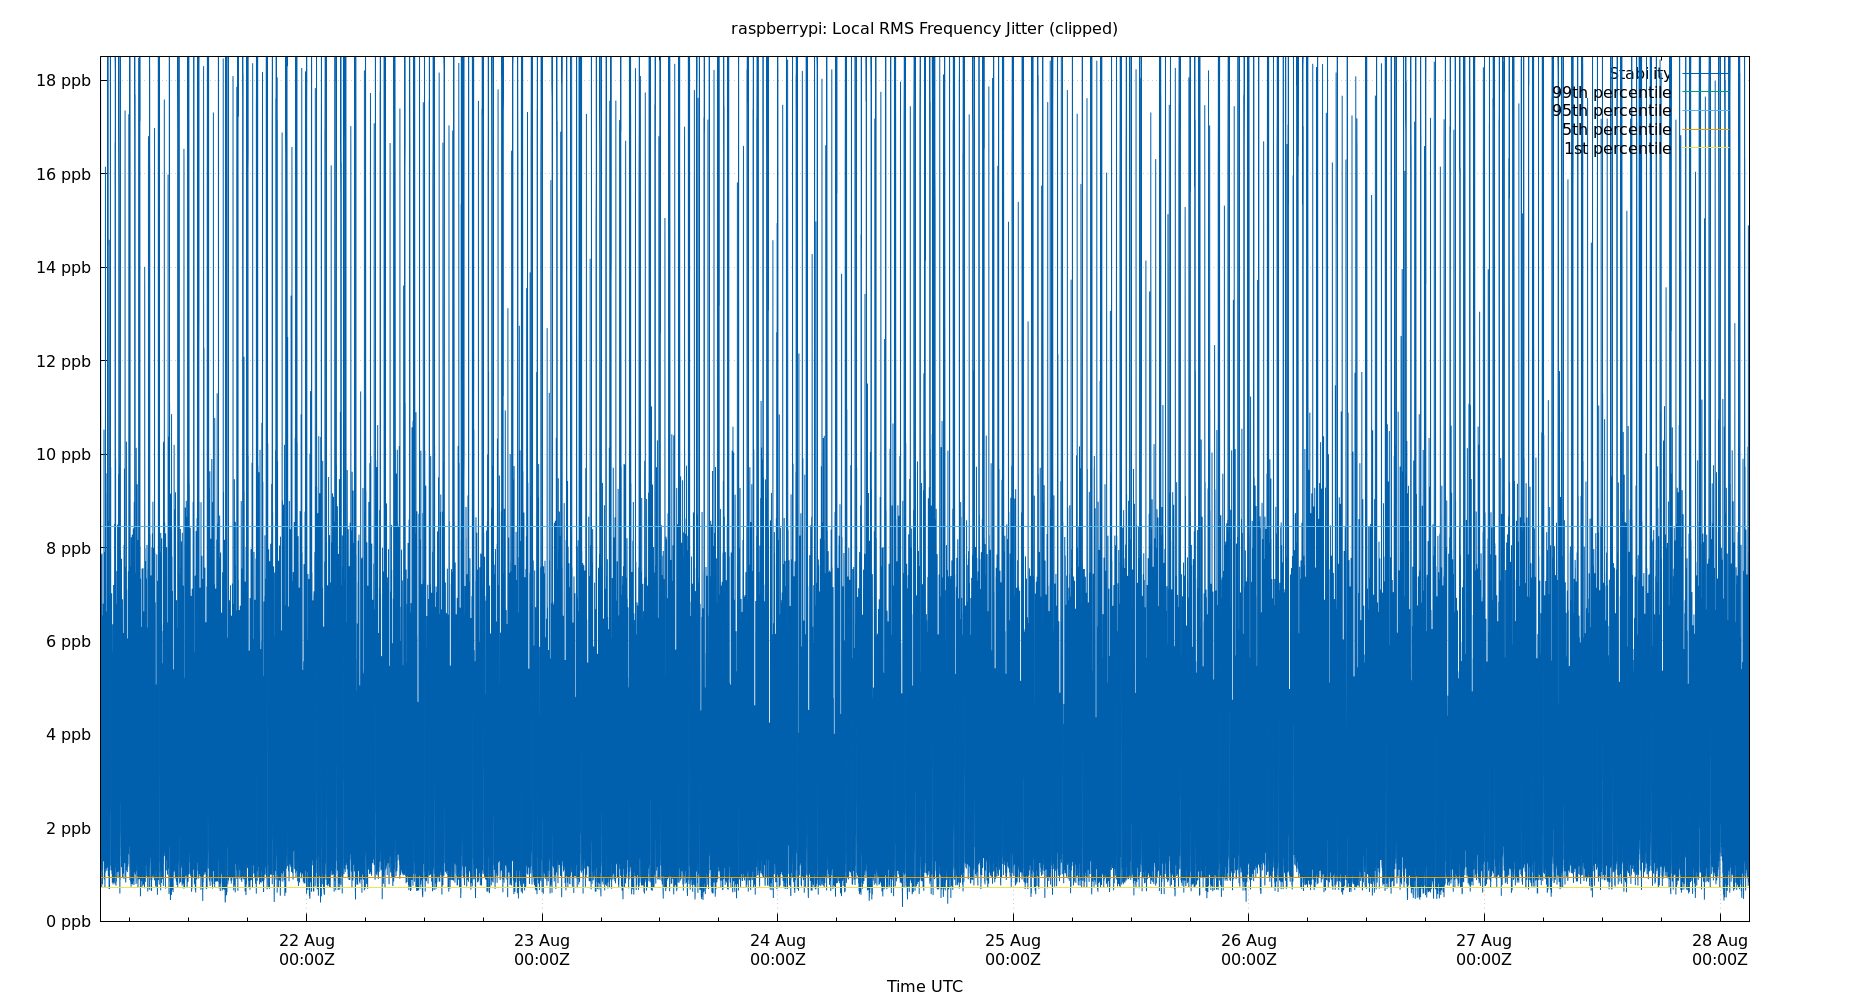 raspberrypi: Local RMS Frequency Jitter (clipped)
18 ppb
16 ppb
14 ppb
12 ppb
10 ppb
8 ppb
6 ppb
4 ppb
2 ppb
0 ppb
Stability
99th percentile
95th percentile
5th percentile
1st percentile
22 Aug
00:00Z
23 Aug
00:00Z
24 Aug
00:00Z
25 Aug
00:00Z
26 Aug
00:00Z
27 Aug
00:00Z
28 Aug
00:00Z
Time UTC